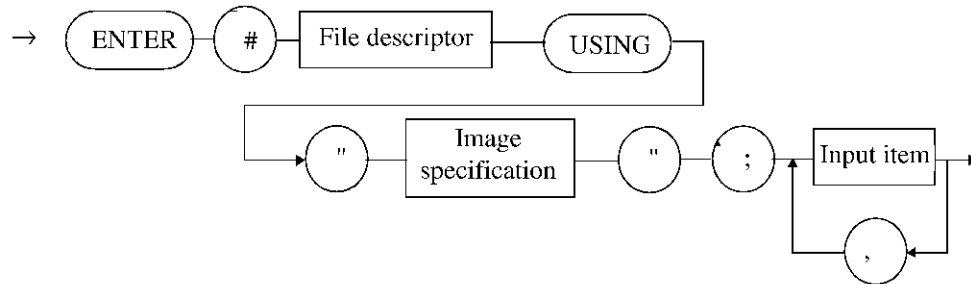 → ENTER # File descriptor USING
" Image specification " ; Input item
,